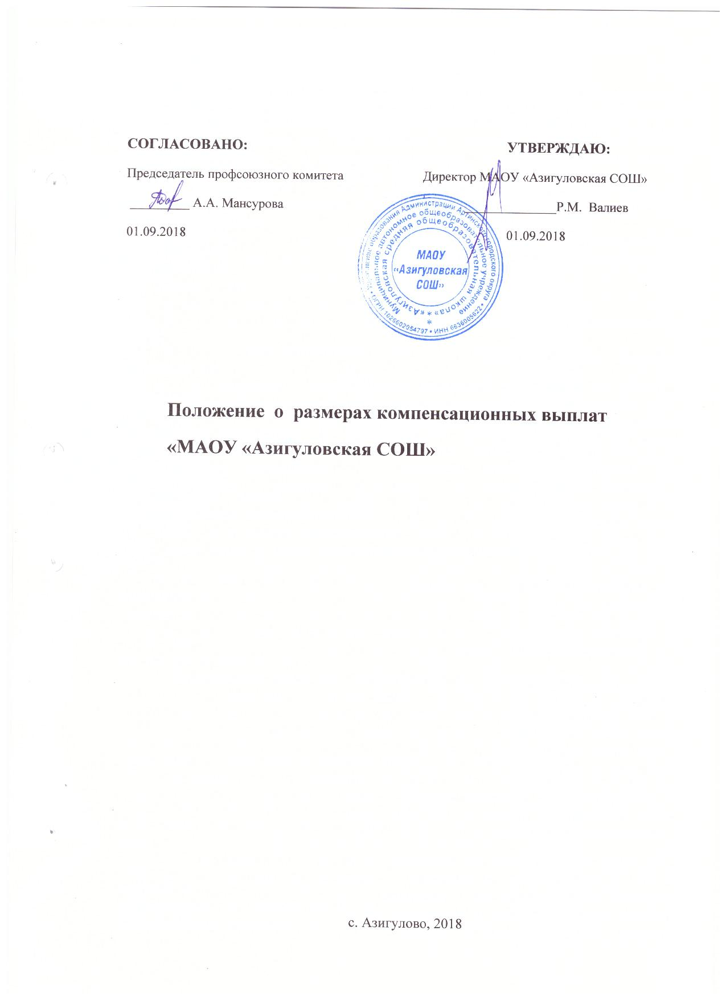 СОГЛАСОВАНО:
УТВЕРЖДАЮ:
Председатель профсоюзного комитета
Директор МАОУ «Азигуловская СОШ»
_________ А.А. Мансурова
______________Р.М. Валиев
01.09.2018
01.09.2018
образования Администрации Артинского городского округа • ОГРН 1026602054797 • ИНН 6636005622 •
Муниципальное автономное общеобразовательное учреждение
*
«Азигуловская средняя общеобразовательная школа» *
МАОУ
«Азигуловская
СОШ»
Положение о размерах компенсационных выплат
«МАОУ «Азигуловская СОШ»
с. Азигулово, 2018